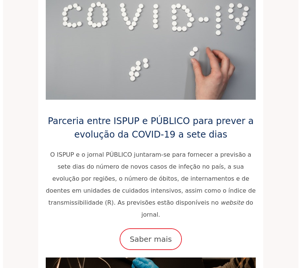 COVID-19
Parceria entre ISPUP e PÚBLICO para prever a
evolução da COVID-19 a sete dias
O ISPUP e o jornal PÚBLICO juntaram-se para fornecer a previsão a
sete dias do número de novos casos de infeção no país, a sua
evolução por regiões, o número de óbitos, de internamentos e de
doentes em unidades de cuidados intensivos, assim como o índice de
transmissibilidade (R). As previsões estão disponíveis no website do
jornal.
Saber mais